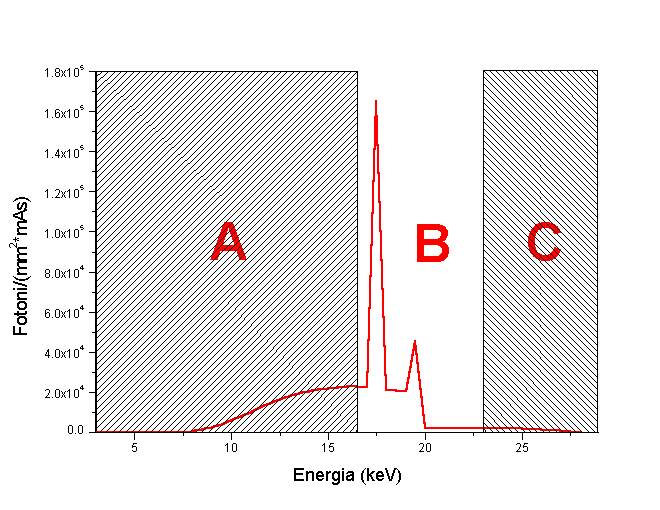 1.8x10⁵
1.6x10⁵
1.4x10⁵
1.2x10⁵
1.0x10⁵
8.0x10⁴
6.0x10⁴
4.0x10⁴
2.0x10⁴
0.0
Fotoni/(mm²*mAs)
A
B
C
5 10 15 20 25
Energia (keV)